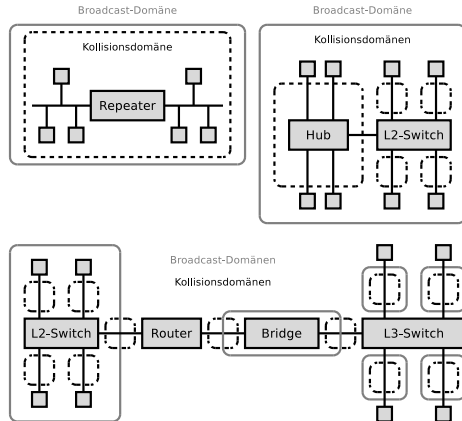 Broadcast-Domäne
Broadcast-Domäne
Kollisionsdomäne
Kollisionsdomänen
Repeater
Hub
L2-Switch
Broadcast-Domänen
Kollisionsdomänen
L2-Switch
Router
Bridge
L3-Switch